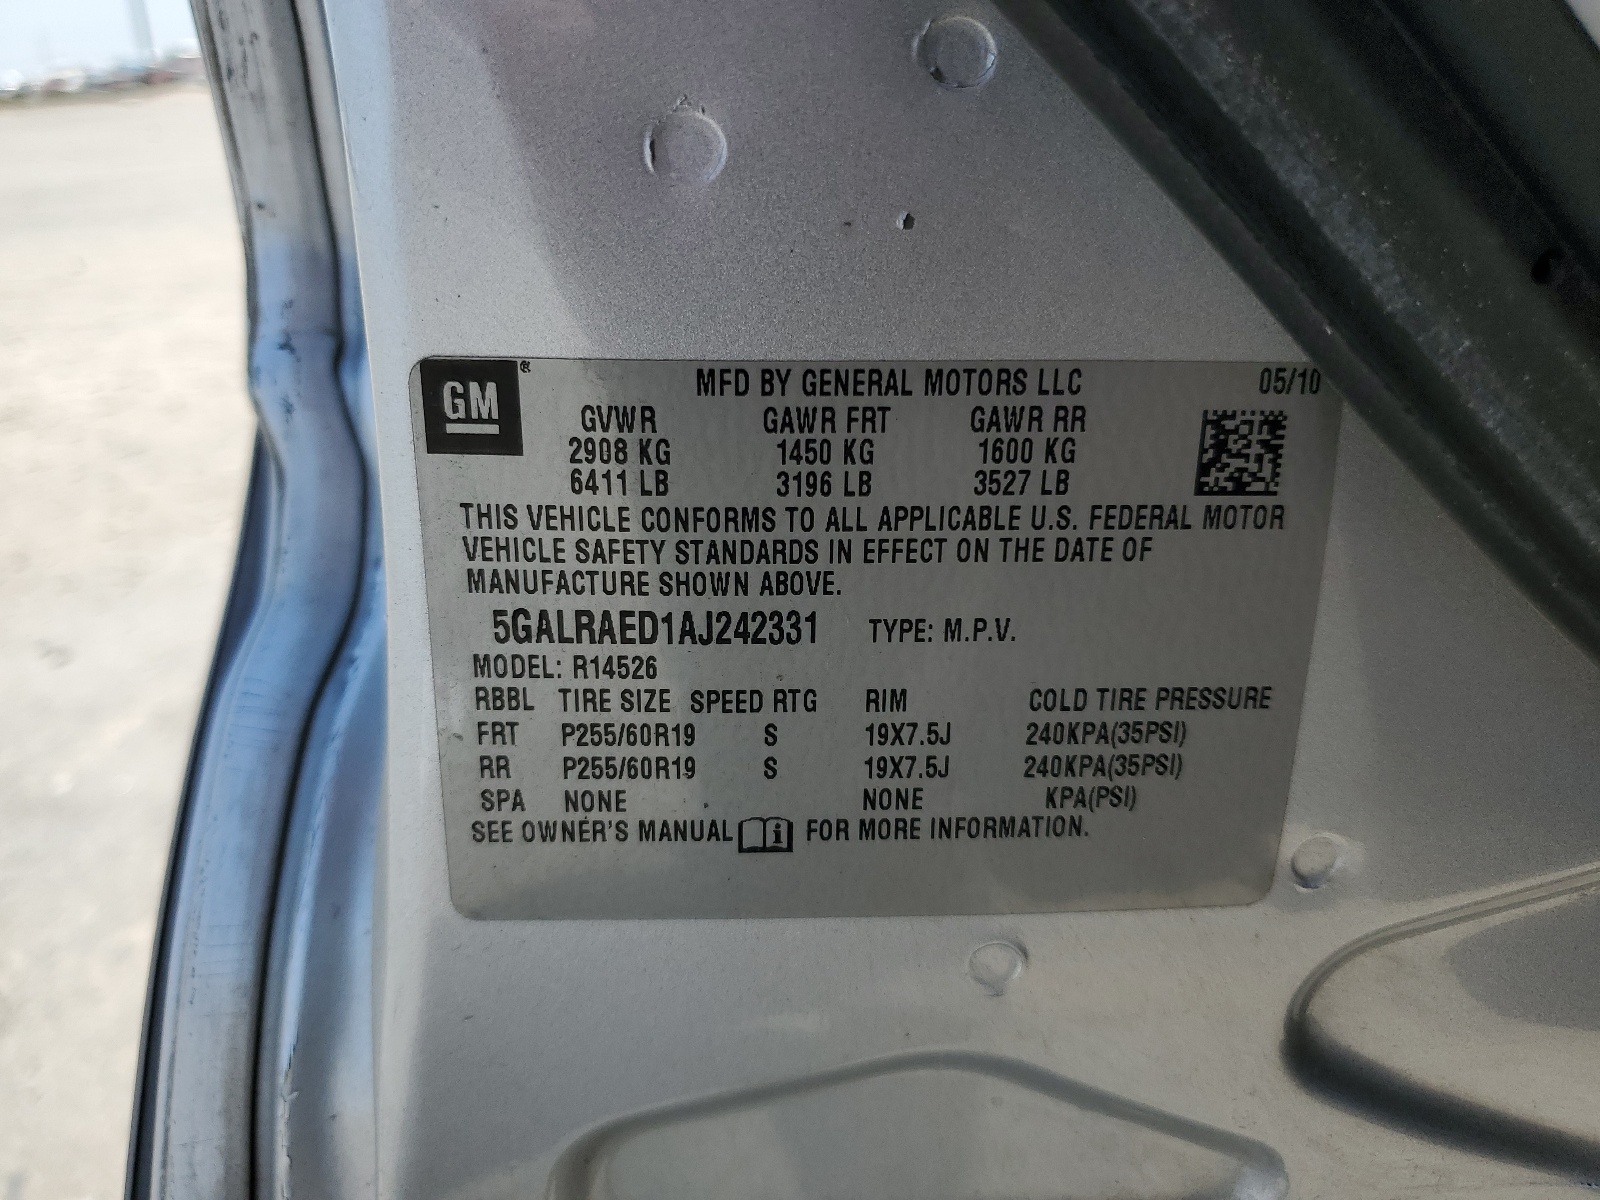 GM ®
MFD BY GENERAL MOTORS LLC 05/10
GVWR GAWR FRT GAWR RR
2908 KG 1450 KG 1600 KG
6411 LB 3196 LB 3527 LB
THIS VEHICLE CONFORMS TO ALL APPLICABLE U.S. FEDERAL MOTOR
VEHICLE SAFETY STANDARDS IN EFFECT ON THE DATE OF
MANUFACTURE SHOWN ABOVE.
5GALRAED1AJ242331 TYPE: M.P.V.
MODEL: R14526
RBBL TIRE SIZE SPEED RTG RIM COLD TIRE PRESSURE
FRT P255/60R19 S 19X7.5J 240KPA(35PSI)
RR P255/60R19 S 19X7.5J 240KPA(35PSI)
SPA NONE NONE KPA(PSI)
SEE OWNER'S MANUAL i FOR MORE INFORMATION.